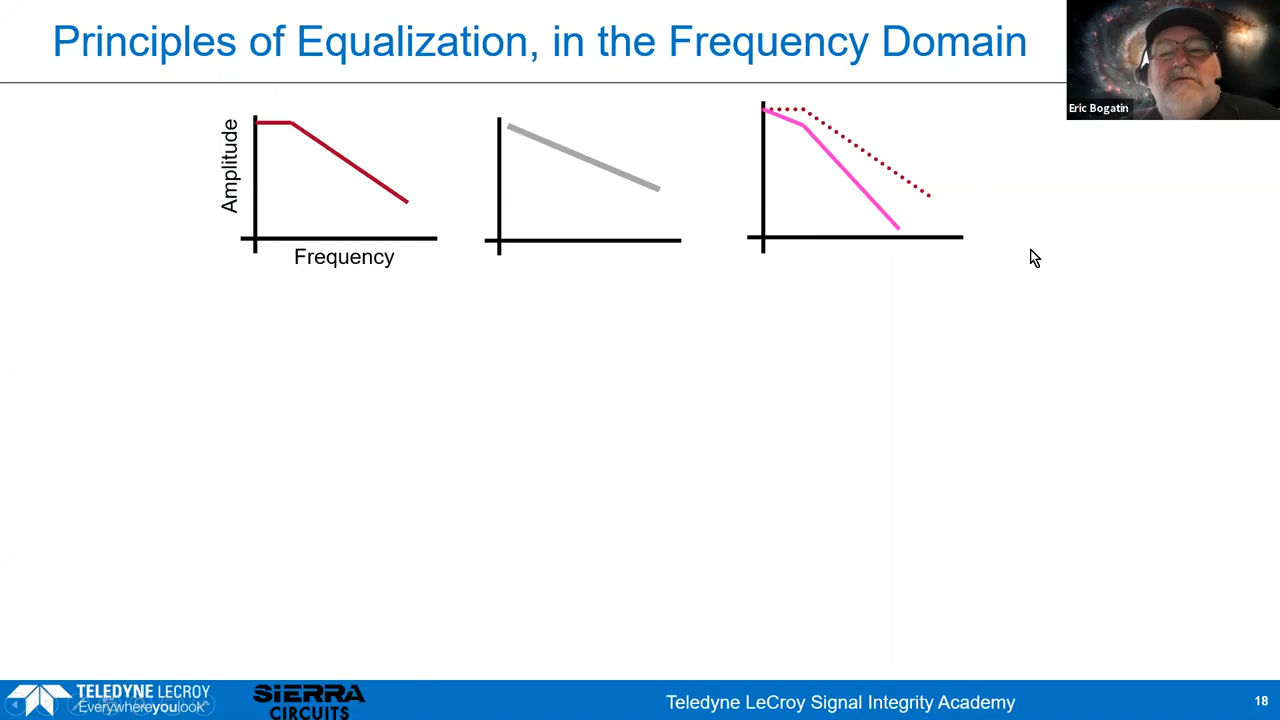 Principles of Equalization, in the Frequency Domain
Eric Bogatin
Amplitude
Frequency
TELEDYNE LECROY
Everywhereyoulook
SIERRA
CIRCUITS
Teledyne LeCroy Signal Integrity Academy
18